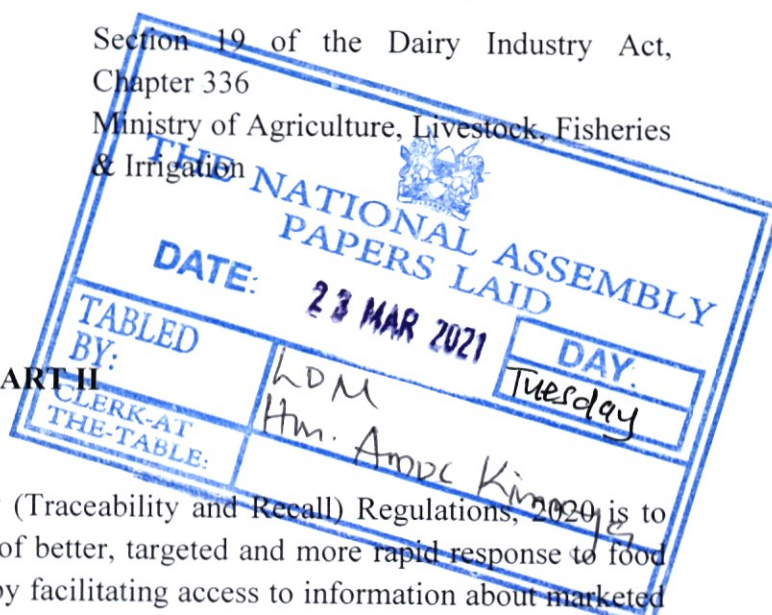 Section 19 of the Dairy Industry Act,
Chapter 336
Ministry of Agriculture, Livestock, Fisheries
& Irrigation
THE NATIONAL ASSEMBLY
PAPERS LAID
DATE: 23 MAR 2021
DAY:
Tuesday
TABLED
BY:
LDM
Hon.
CLERK-AT
THE-TABLE:
ART II
(Traceability and Recall) Regulations, 2020 is to
of better, targeted and more rapid response to food
by facilitating access to information about marketed